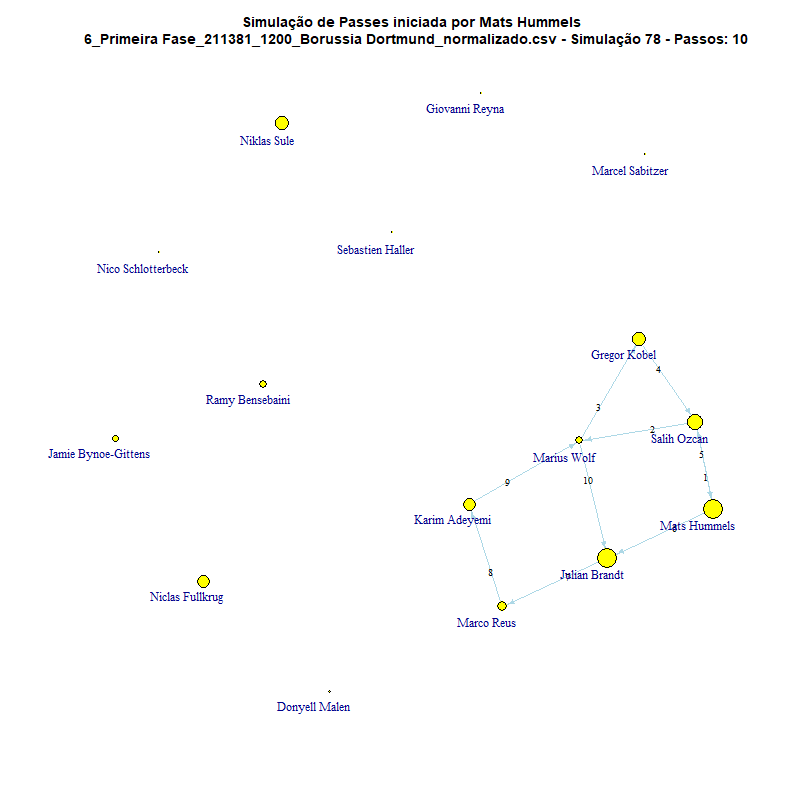 Simulação de Passes iniciada por Mats Hummels
6_Primeira Fase_211381_1200_Borussia Dortmund_normalizado.csv - Simulação 78 - Passos: 10
Giovanni Reyna
Niklas Sule
Marcel Sabitzer
Sebastien Haller
Nico Schlotterbeck
Gregor Kobel
4
Ramy Bensebaini
3
2
Salih Ozcan
Jamie Bynoe-Gittens
Marius Wolf
5
1
10
9
Karim Adeyemi
Mats Hummels
6
8
Julian Brandt
7
Niclas Fullkrug
Marco Reus
Donyell Malen